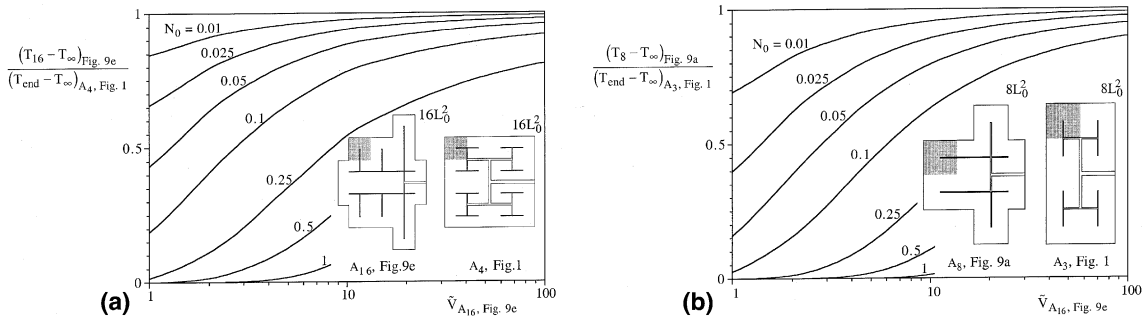 1
N₀ = 0.01
(T₁₆ – T∞)Fig. 9e
(Tend – T∞)A₄, Fig. 1
0.025
0.05
0.1
0.5
0.25
0.5
1
0
16L₀²
16L₀²
A₁₆, Fig.9e
A₄, Fig.1
1
10
100
ṼA₁₆, Fig. 9e
(a)
1
N₀ = 0.01
(T₈ – T∞)Fig. 9a
(Tend – T∞)A₃, Fig. 1
0.025
0.05
0.1
0.5
0.25
0.5
1
0
8L₀²
8L₀²
A₈, Fig. 9a
A₃, Fig. 1
1
10
100
ṼA₁₆, Fig. 9e
(b)